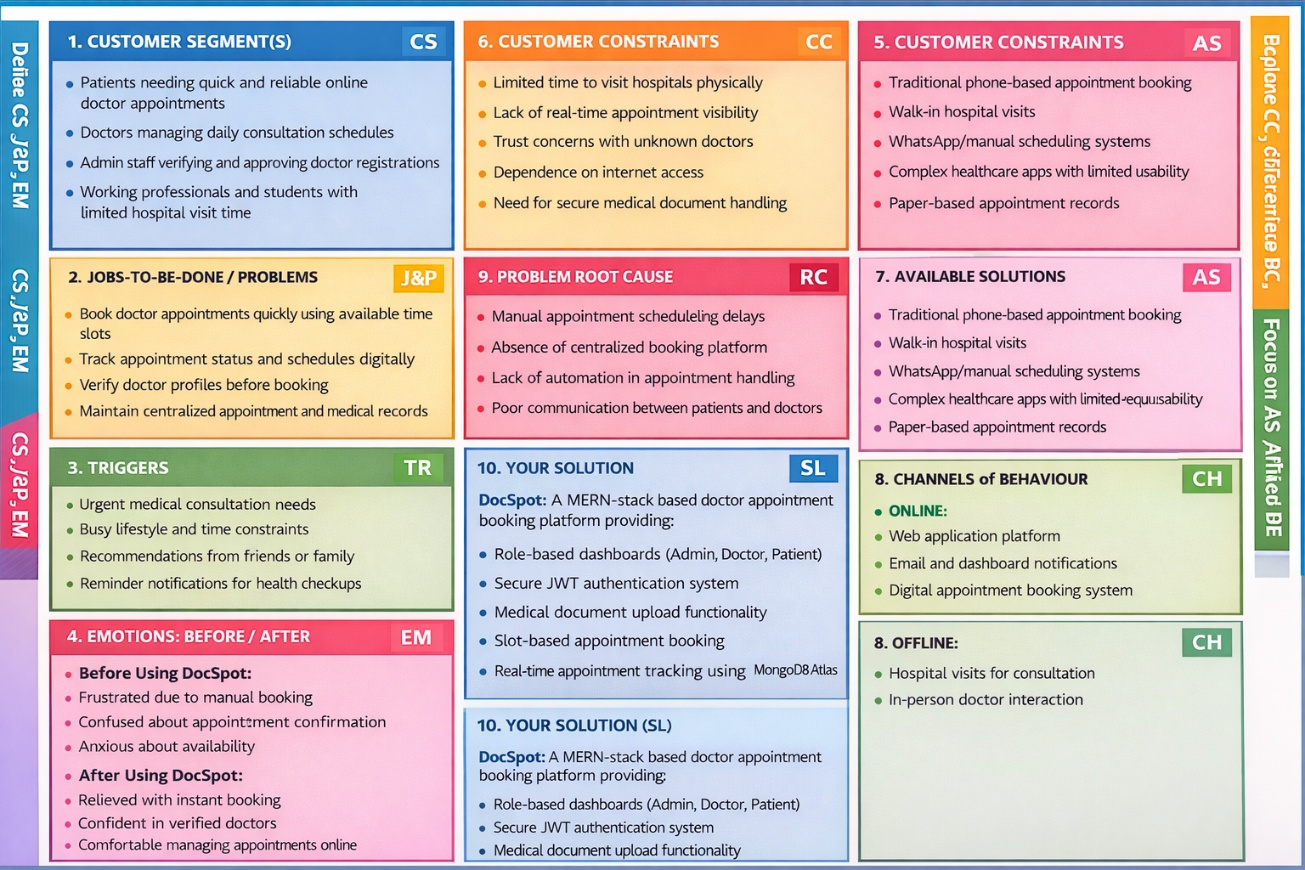 1. CUSTOMER SEGMENT(S) CS
• Patients needing quick and reliable online
doctor appointments
• Doctors managing daily consultation schedules
• Admin staff verifying and approving doctor registrations
• Working professionals and students with
limited hospital visit time
6. CUSTOMER CONSTRAINTS CC
• Limited time to visit hospitals physically
• Lack of real-time appointment visibility
• Trust concerns with unknown doctors
• Dependence on internet access
• Need for secure medical document handling
5. CUSTOMER CONSTRAINTS AS
• Traditional phone-based appointment booking
• Walk-in hospital visits
• WhatsApp/manual scheduling systems
• Complex healthcare apps with limited usability
• Paper-based appointment records
2. JOBS-TO-BE-DONE / PROBLEMS J&P
• Book doctor appointments quickly using available time
slots
• Track appointment status and schedules digitally
• Verify doctor profiles before booking
• Maintain centralized appointment and medical records
9. PROBLEM ROOT CAUSE RC
• Manual appointment scheduleling delays
• Absence of centralized booking platform
• Lack of automation in appointment handling
• Poor communication between patients and doctors
7. AVAILABLE SOLUTIONS AS
• Traditional phone-based appointment booking
• Walk-in hospital visits
• WhatsApp/manual scheduling systems
• Complex healthcare apps with
• Paper-based appointment records
3. TRIGGERS TR
• Urgent medical consultation needs
• Busy lifestyle and time constraints
• Recommendations from friends or family
• Reminder notifications for health checkups
10. YOUR SOLUTION SL
DocSpot: A MERN-stack based doctor appointment
booking platform providing:
• Role-based dashboards (Admin, Doctor, Patient)
• Secure JWT authentication system
• Medical document upload functionality
• Slot-based appointment booking
• Real-time appointment tracking using MongoD8 Atlas
8. CHANNELS of BEHAVIOUR CH
• ONLINE:
• Web application platform
• Email and dashboard notifications
• Digital appointment booking system
4. EMOTIONS: BEFORE / AFTER EM
• Before Using DocSpot:
• Frustrated due to manual booking
• Confused about confirmation
• Anxious about availability
• After Using DocSpot:
• Relieved with instant booking
• Confident in verified doctors
• Comfortable managing appointments online
10. YOUR SOLUTION (SL)
DocSpot: A MERN-stack based doctor appointment
booking platform providing:
• Role-based dashboards (Admin, Doctor, Patient)
• Secure JWT authentication system
• Medical document upload functionality
8. OFFLINE: CH
• Hospital visits for consultation
• In-person doctor interaction
Focus on AS